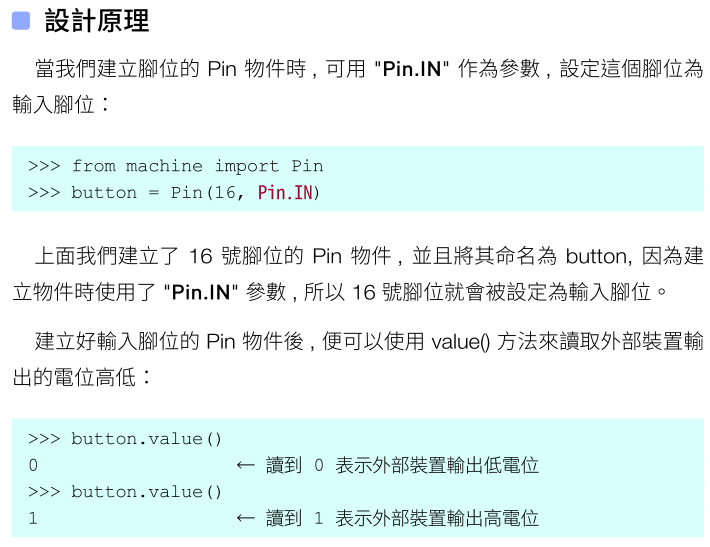 設計原理
當我們建立腳位的 Pin 物件時，可用 "Pin.IN" 作為參數，設定這個腳位為
輸入腳位：
>>> from machine import Pin
>>> button = Pin(16, Pin.IN)
上面我們建立了 16 號腳位的 Pin 物件，並且將其命名為 button, 因為建
立物件時使用了 "Pin.IN" 參數，所以 16 號腳位就會被設定為輸入腳位。
建立好輸入腳位的 Pin 物件後，便可以使用 value() 方法來讀取外部裝置輸
出的電位高低：
>>> button.value()
0 ← 讀到 0 表示外部裝置輸出低電位
>>> button.value()
1 ← 讀到 1 表示外部裝置輸出高電位